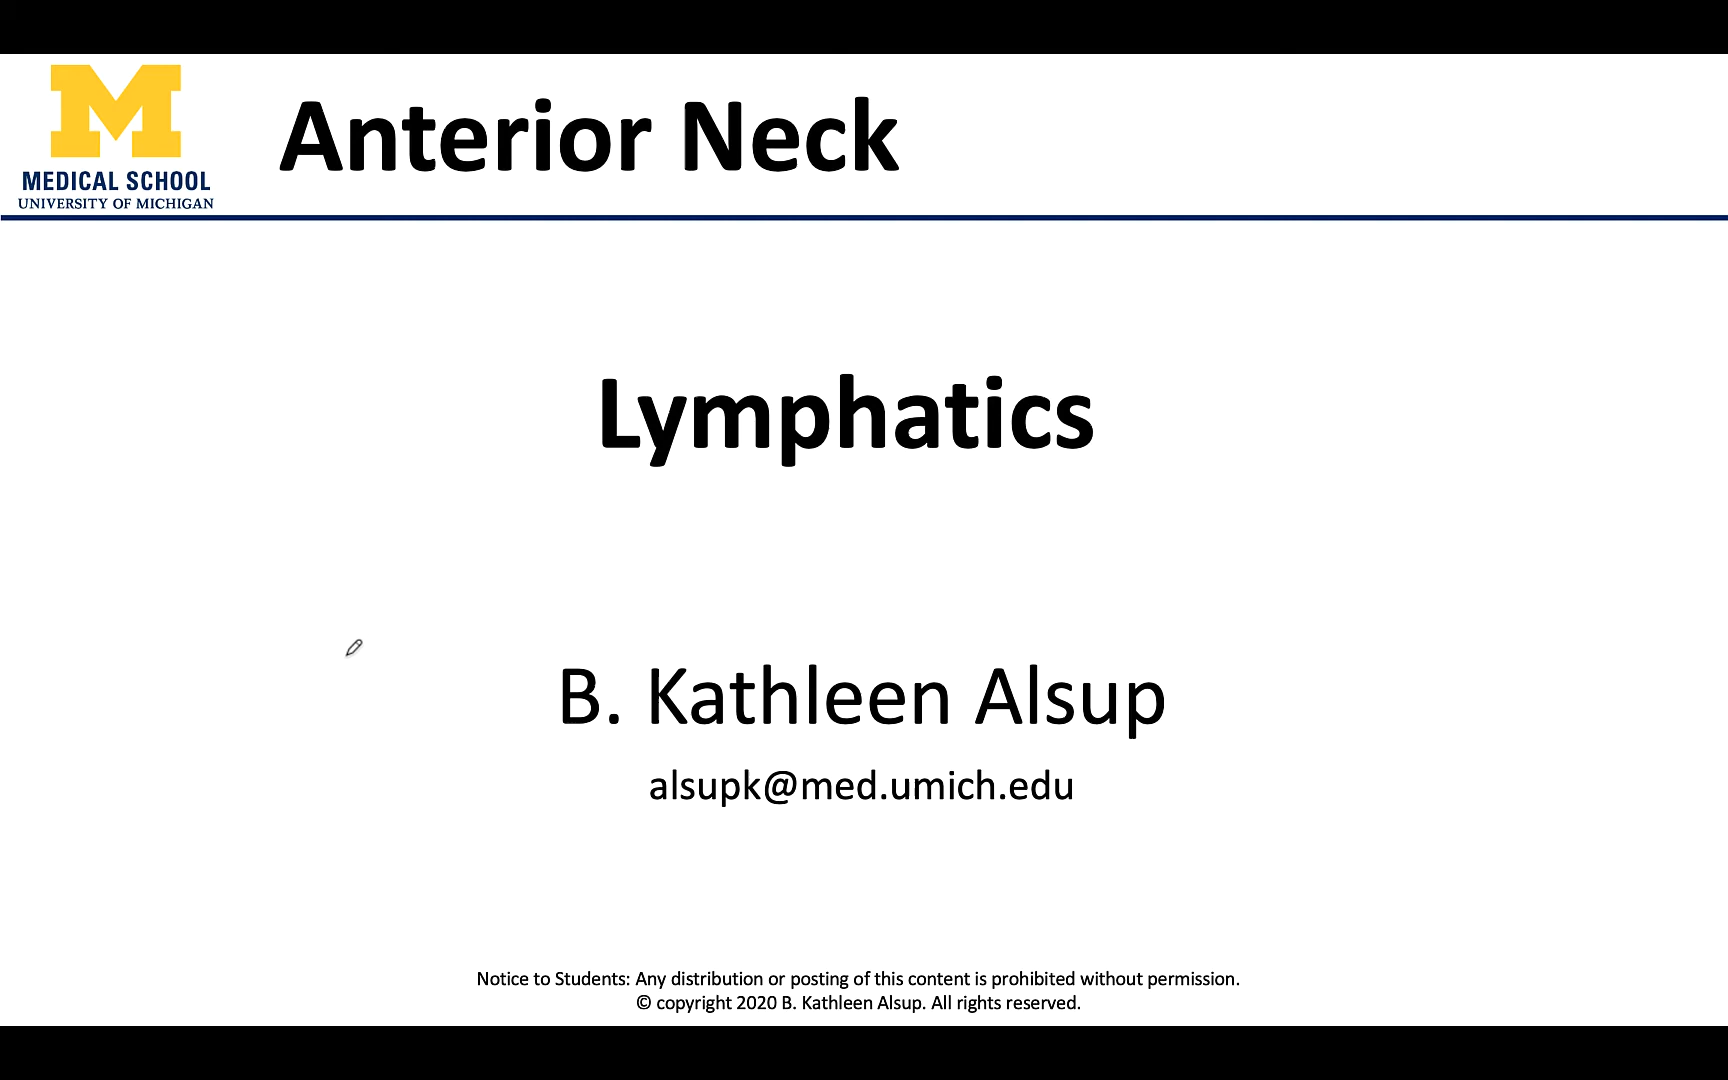 MEDICAL SCHOOL
UNIVERSITY OF MICHIGAN
Anterior Neck
Lymphatics
B. Kathleen Alsup
alsupk@med.umich.edu
Notice to Students: Any distribution or posting of this content is prohibited without permission.
© copyright 2020 B. Kathleen Alsup. All rights reserved.